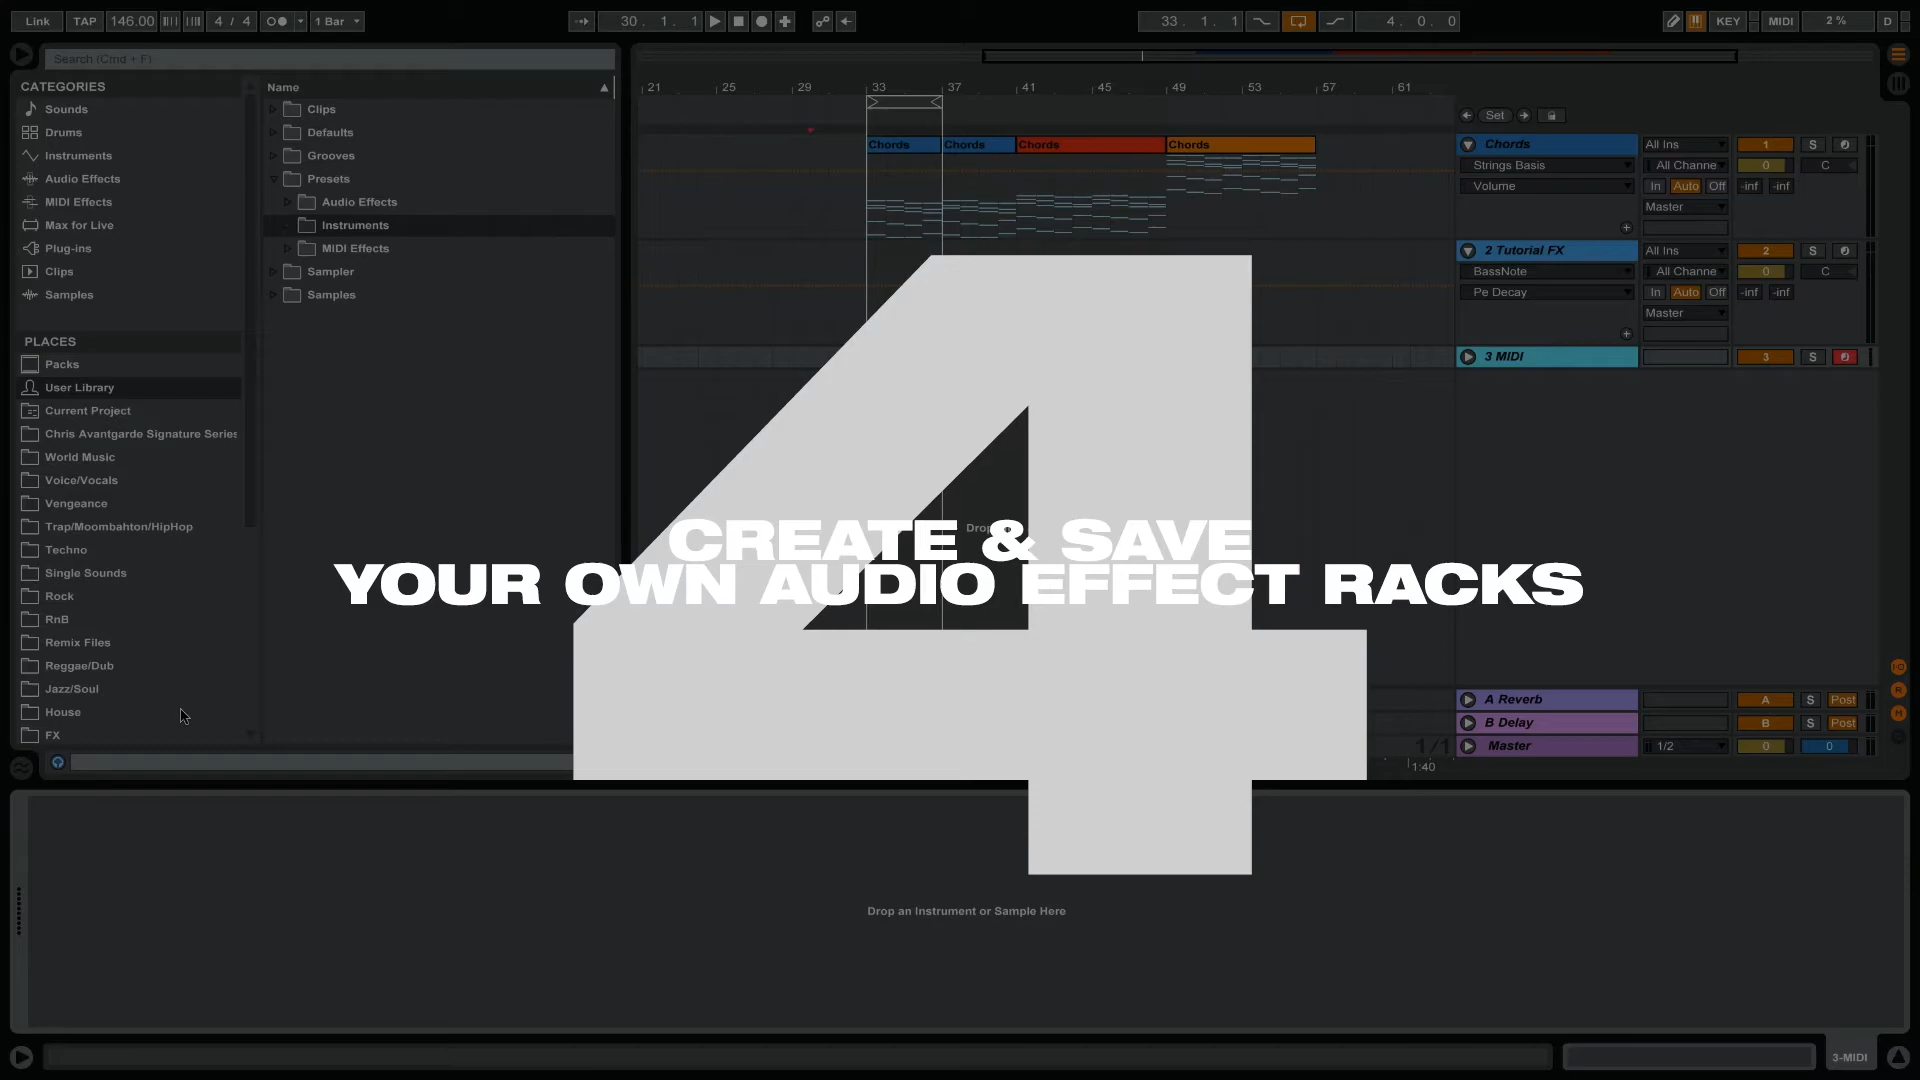 Link TAP 146.00 4 / 4 1 Bar 30. 1. 1 33. 1. 1 4. 0. 0 KEY MIDI 2 % D
Search (Cmd + F)
CATEGORIES
Sounds
Drums
Instruments
Audio Effects
MIDI Effects
Max for Live
Plug-ins
Clips
Samples
PLACES
Packs
User Library
Current Project
Chris Avantgarde Signature Series
World Music
Voice/Vocals
Vengeance
Trap/Moombahton/HipHop
Techno
Single Sounds
Rock
RnB
Remix Files
Reggae/Dub
Jazz/Soul
House
FX
Name
Clips
Defaults
Grooves
Presets
Audio Effects
Instruments
MIDI Effects
Sampler
Samples
21 25 29 33 37 41 45 49 53 57 61
Set
Chords Chords Chords Chords
Chords All Ins 1 S
Strings Basis All Channe 0 C
Volume In Auto Off -inf -inf
Master
2 Tutorial FX All Ins 2 S
BassNote All Channe 0 C
Pe Decay In Auto Off -inf -inf
Master
3 MIDI 3 S
4
CREATE & SAVE
YOUR OWN AUDIO EFFECT RACKS
A Reverb A S Post
B Delay B S Post
1/1 Master 1/2 0 0
1:40
I-O
R
M
Drop an Instrument or Sample Here
3-MIDI